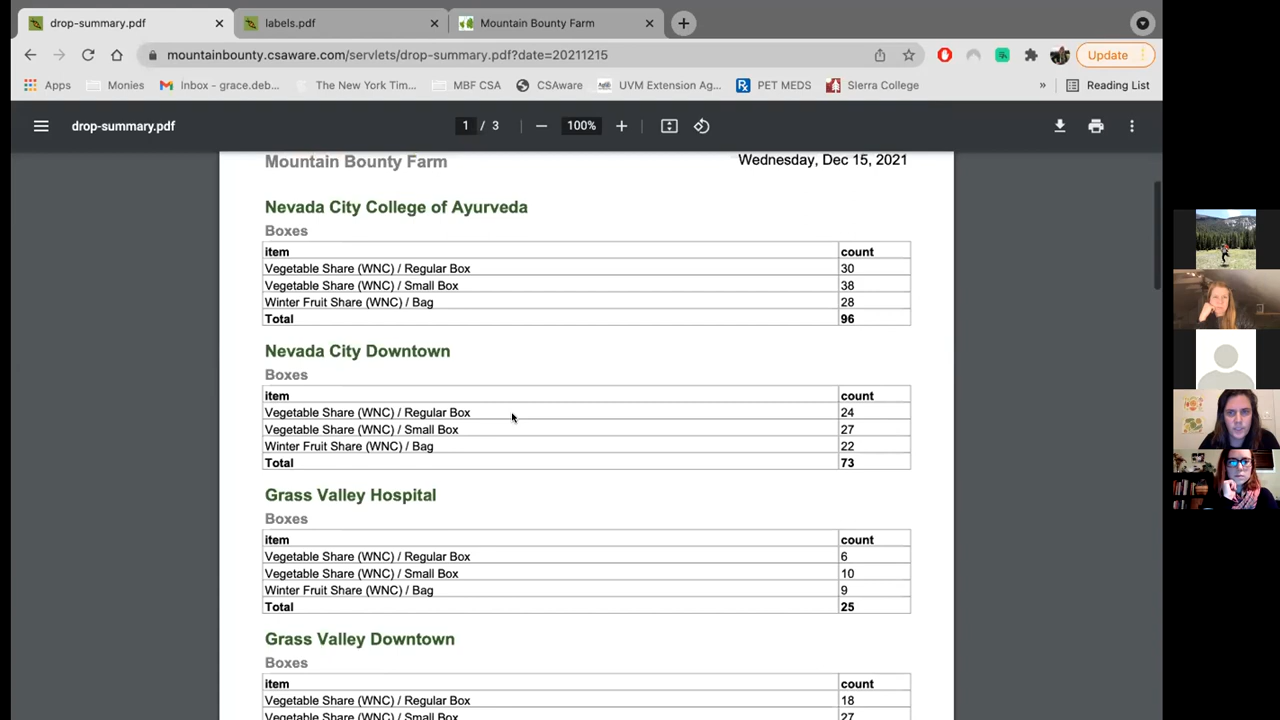 drop-summary.pdf
labels.pdf
Mountain Bounty Farm
mountainbounty.csaware.com/servlets/drop-summary.pdf?date=20211215
Update
Apps
Monies
Inbox - grace.deb...
The New York Tim...
MBF CSA
CSAware
UVM Extension Ag...
PET MEDS
SIerra College
»
Reading List
drop-summary.pdf
1 / 3
100%
Mountain Bounty Farm Wednesday, Dec 15, 2021
Nevada City College of Ayurveda
Boxes
item count
Vegetable Share (WNC) / Regular Box 30
Vegetable Share (WNC) / Small Box 38
Winter Fruit Share (WNC) / Bag 28
Total 96
Nevada City Downtown
Boxes
item count
Vegetable Share (WNC) / Regular Box 24
Vegetable Share (WNC) / Small Box 27
Winter Fruit Share (WNC) / Bag 22
Total 73
Grass Valley Hospital
Boxes
item count
Vegetable Share (WNC) / Regular Box 6
Vegetable Share (WNC) / Small Box 10
Winter Fruit Share (WNC) / Bag 9
Total 25
Grass Valley Downtown
Boxes
item count
Vegetable Share (WNC) / Regular Box 18
Vegetable Share (WNC) / Small Box 27